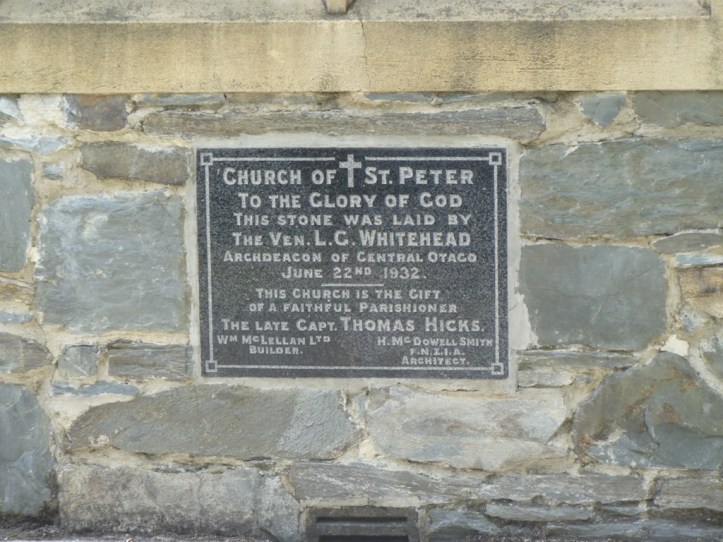 CHURCH OF ST. PETER
TO THE GLORY OF GOD
THIS STONE WAS LAID BY
THE VEN. L.G. WHITEHEAD
ARCHDEACON OF CENTRAL OTAGO
JUNE 22ND 1932.
THIS CHURCH IS THE GIFT
OF A FAITHFUL PARISHIONER
THE LATE CAPT. THOMAS HICKS.
WM MCLELLAN LTD
BUILDER.
H. MCDOWELL SMITH
F.N.Z.I.A.
ARCHITECT.